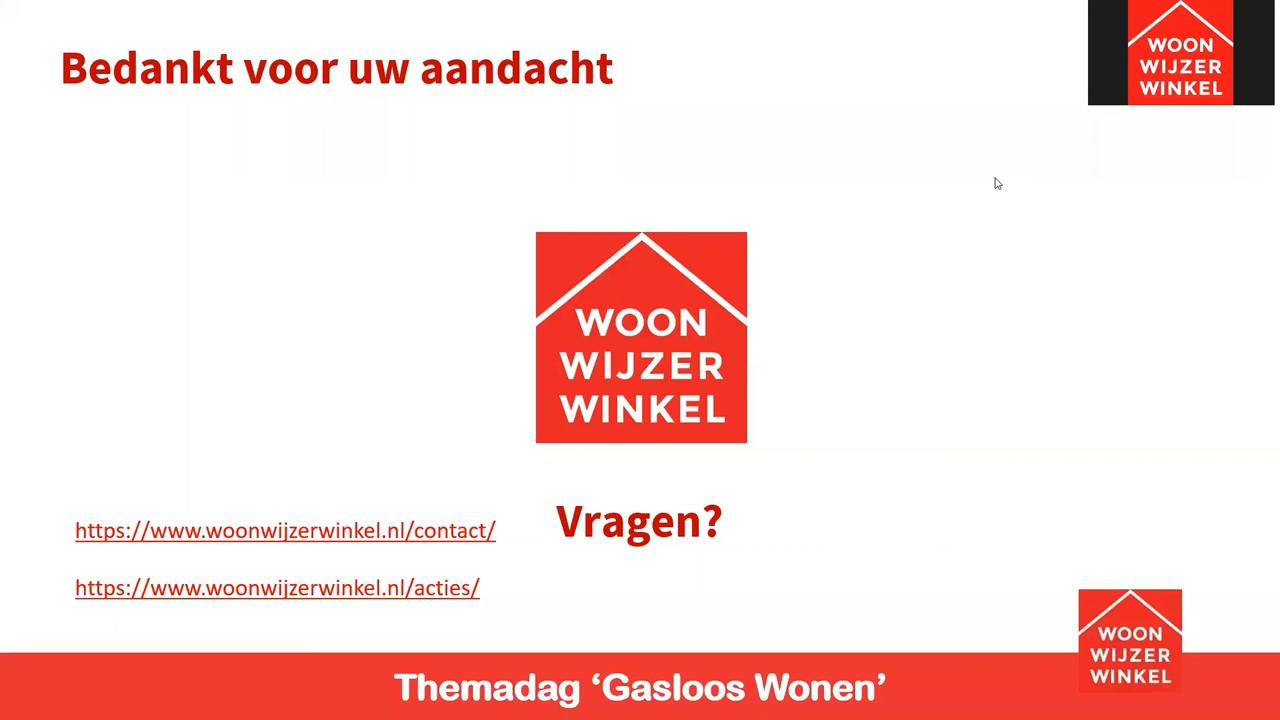 Bedankt voor uw aandacht
WOON
WIJZER
WINKEL
WOON
WIJZER
WINKEL
Vragen?
https://www.woonwijzerwinkel.nl/contact/
https://www.woonwijzerwinkel.nl/acties/
WOON
WIJZER
WINKEL
Themadag ‘Gasloos Wonen’